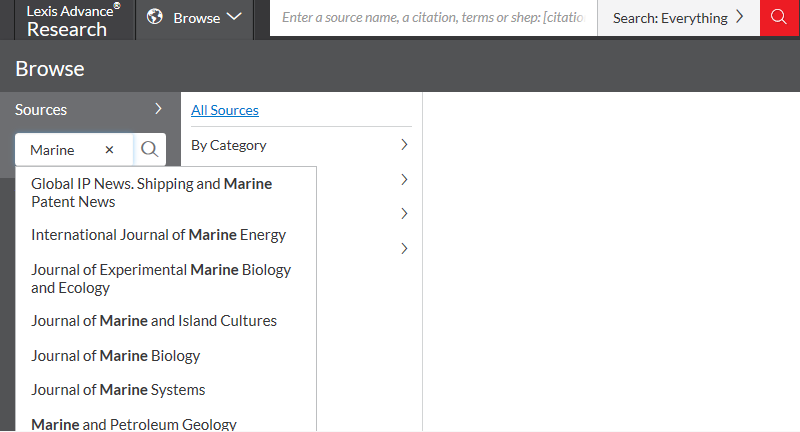 Lexis Advance®
Research
Browse
Enter a source name, a citation, terms or shep: [citatio
Search: Everything
Browse
Sources
All Sources
Marine
By Category
Global IP News. Shipping and Marine
Patent News
International Journal of Marine Energy
Journal of Experimental Marine Biology
and Ecology
Journal of Marine and Island Cultures
Journal of Marine Biology
Journal of Marine Systems
Marine and Petroleum Geology